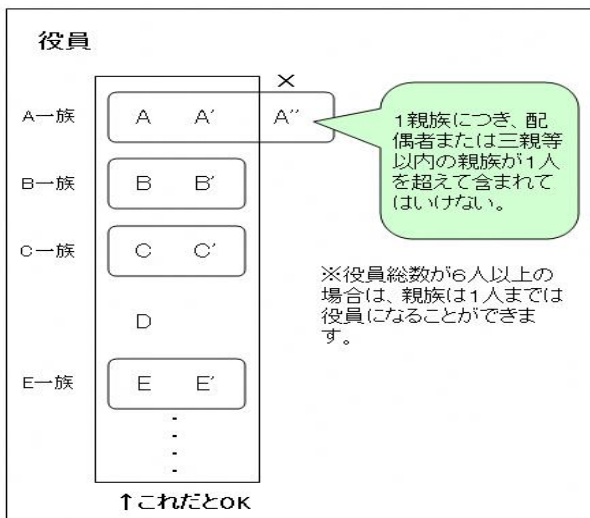 役員
×
A一族 A A′ A′′
1親族につき、配
偶者または三親等
以内の親族が1人
を超えて含まれて
はいけない。
B一族 B B′
C一族 C C′
※役員総数が6人以上の
場合は、親族は1人までは
役員になることができま
す。
D
E一族 E E′
↑これだとOK